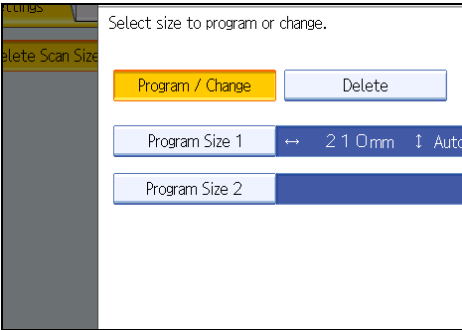 ettings
elete Scan Size
Select size to program or change.
Program / Change Delete
Program Size 1 ↔ 210mm ↕ Auto
Program Size 2